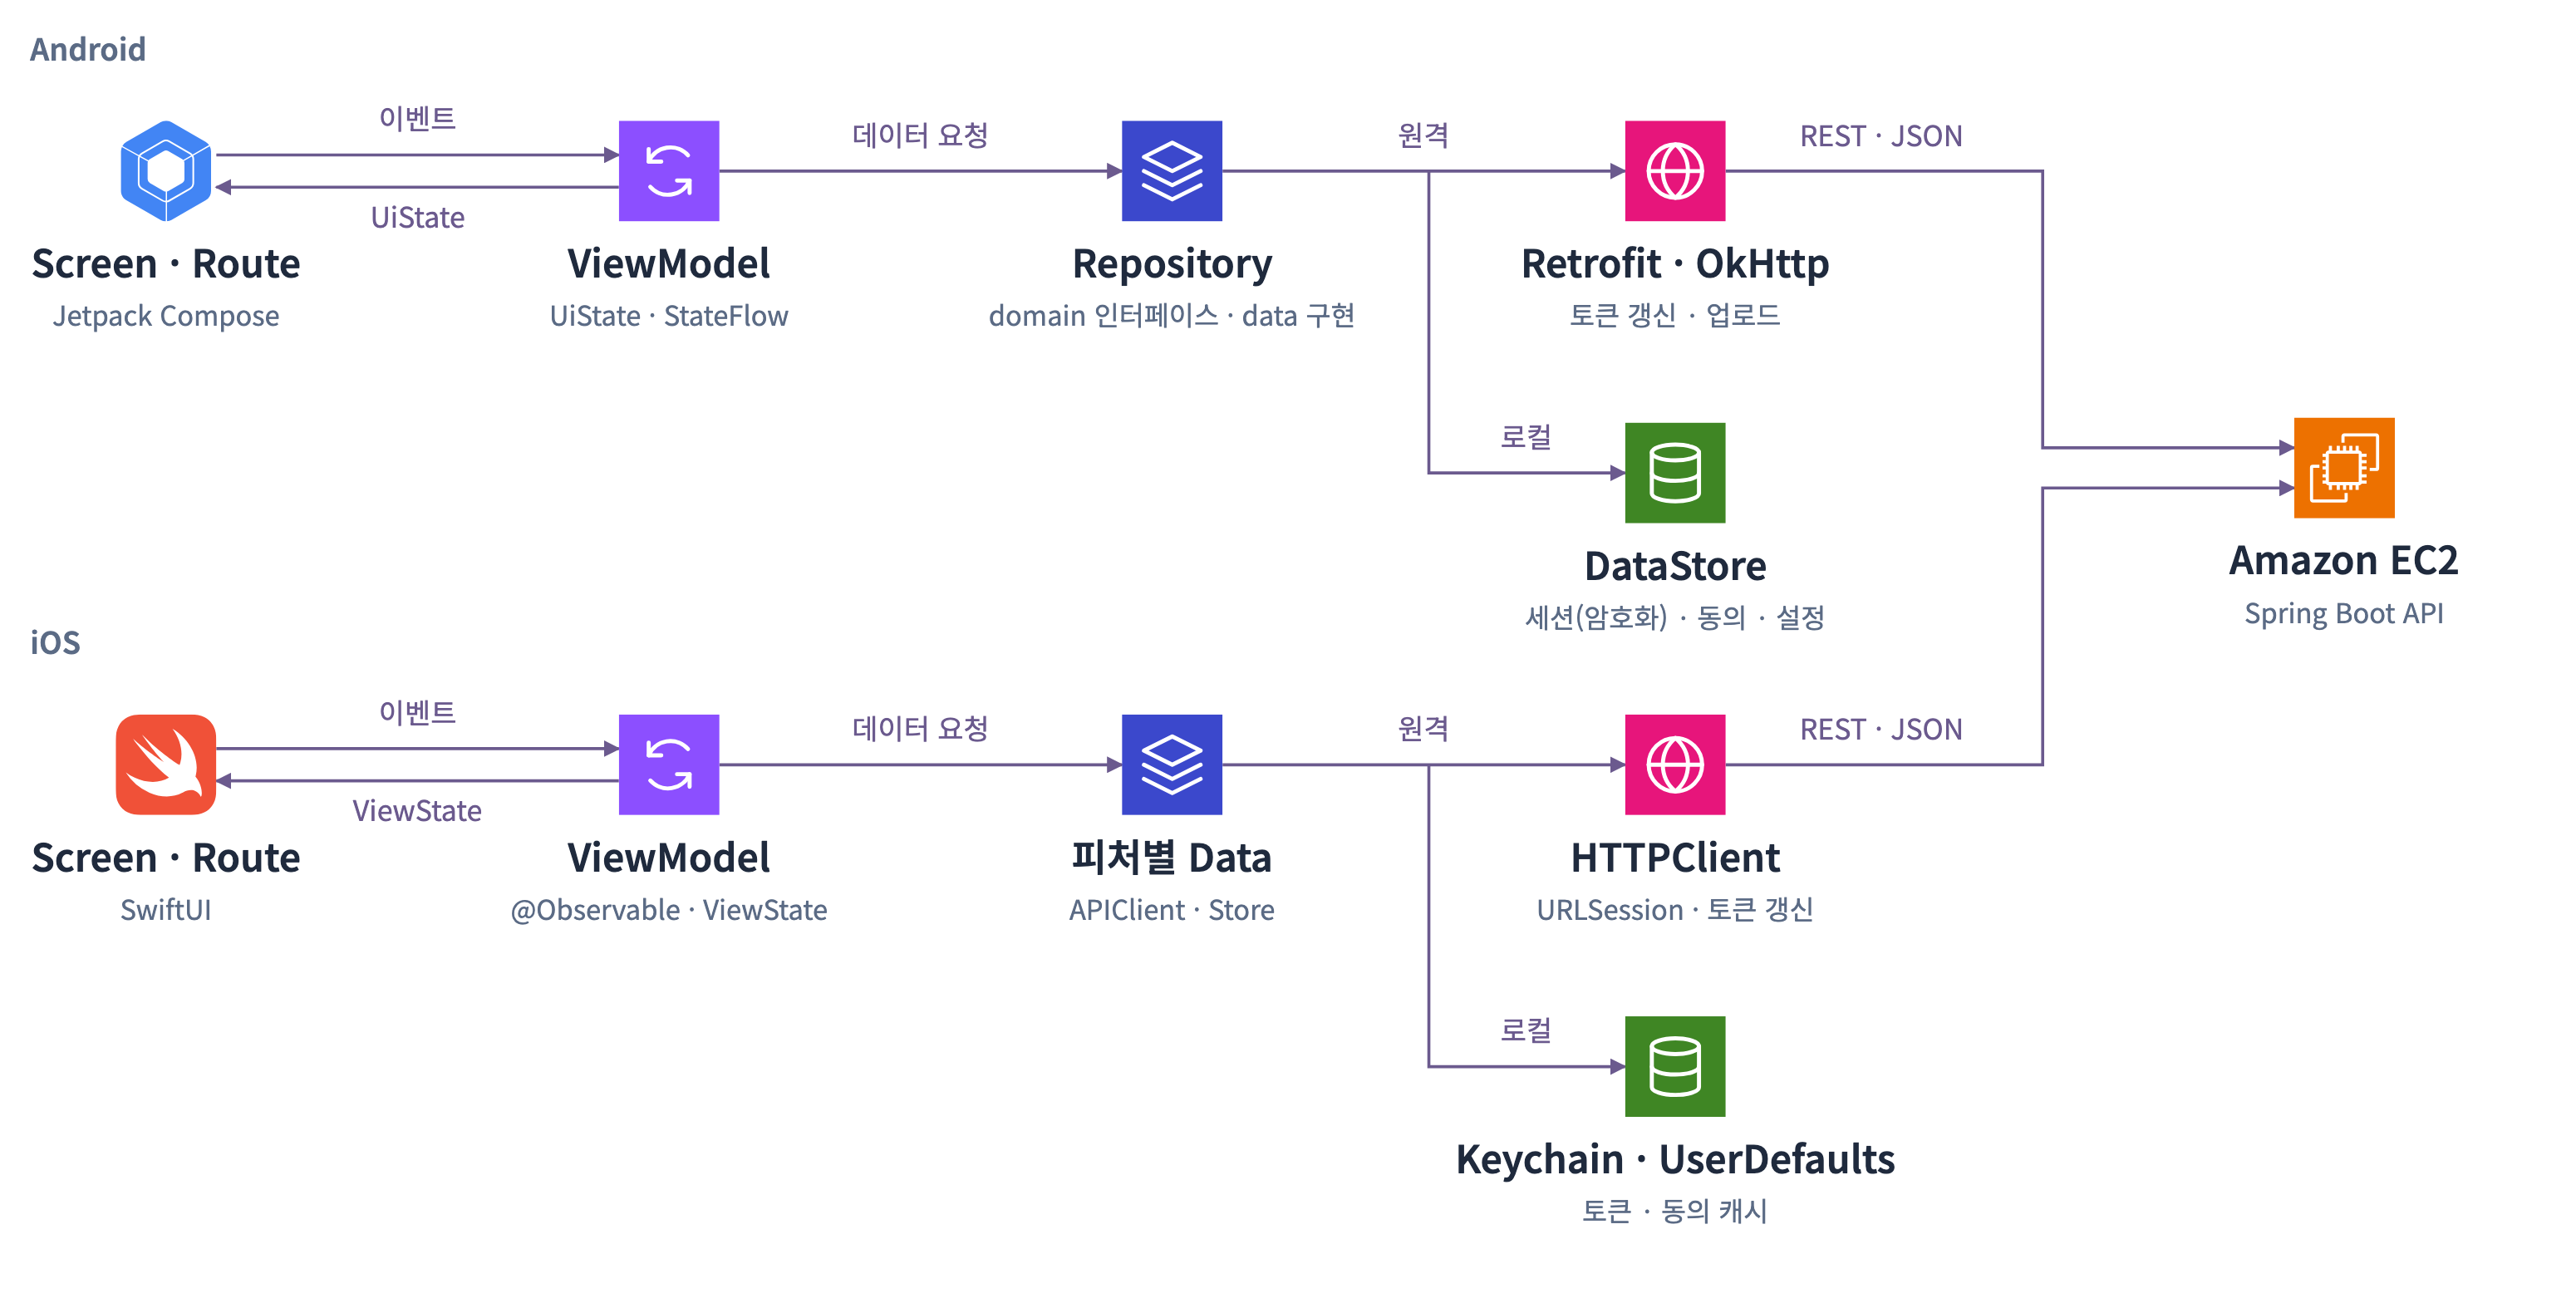 Android
이벤트
데이터 요청
원격
REST · JSON
UiState
Screen · Route
ViewModel
Repository
Retrofit · OkHttp
Jetpack Compose
UiState · StateFlow
domain 인터페이스 · data 구현
토큰 갱신 · 업로드
로컬
DataStore
세션(암호화) · 동의 · 설정
Amazon EC2
Spring Boot API
iOS
이벤트
데이터 요청
원격
REST · JSON
ViewState
Screen · Route
ViewModel
피처별 Data
HTTPClient
SwiftUI
@Observable · ViewState
APIClient · Store
URLSession · 토큰 갱신
로컬
Keychain · UserDefaults
토큰 · 동의 캐시